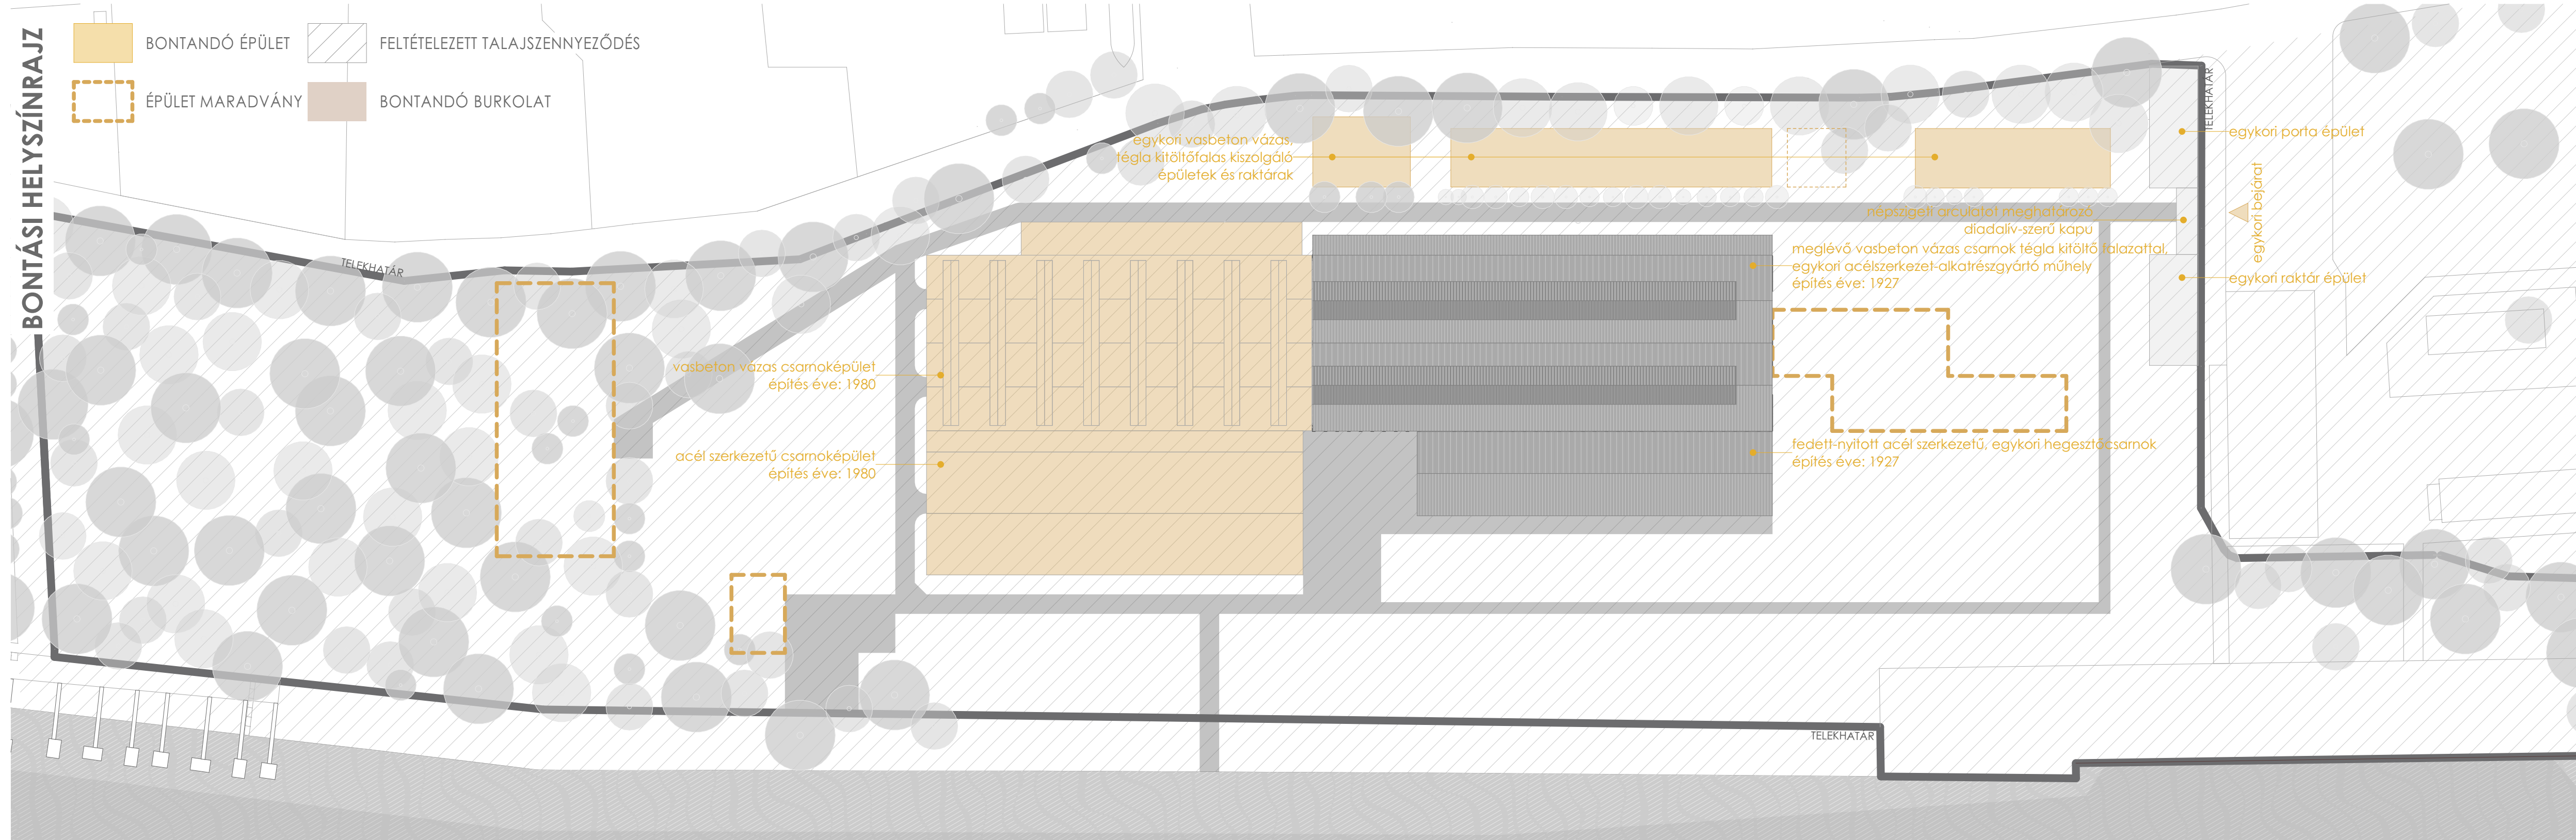 BONTÁSI HELYSZÍNRAJZ
BONTANDÓ ÉPÜLET
FELTÉTELEZETT TALAJSZENNYEZŐDÉS
ÉPÜLET MARADVÁNY
BONTANDÓ BURKOLAT
TELEKHATÁR
egykori vasbeton vázas,
tégla kitöltőfalas kiszolgáló
épületek és raktárak
TELEKHATÁR
egykori porta épület
egykori bejárat
népszigeti arculatot meghatározó
diadalív-szerű kapu
meglévő vasbeton vázas csarnok tégla kitöltő falazattal,
egykori acélszerkezet-alkatrészgyártó műhely
építés éve: 1927
egykori raktár épület
vasbeton vázas csarnoképület
építés éve: 1980
acél szerkezetű csarnoképület
építés éve: 1980
fedett-nyitott acél szerkezetű, egykori hegesztőcsarnok
építés éve: 1927
TELEKHATÁR